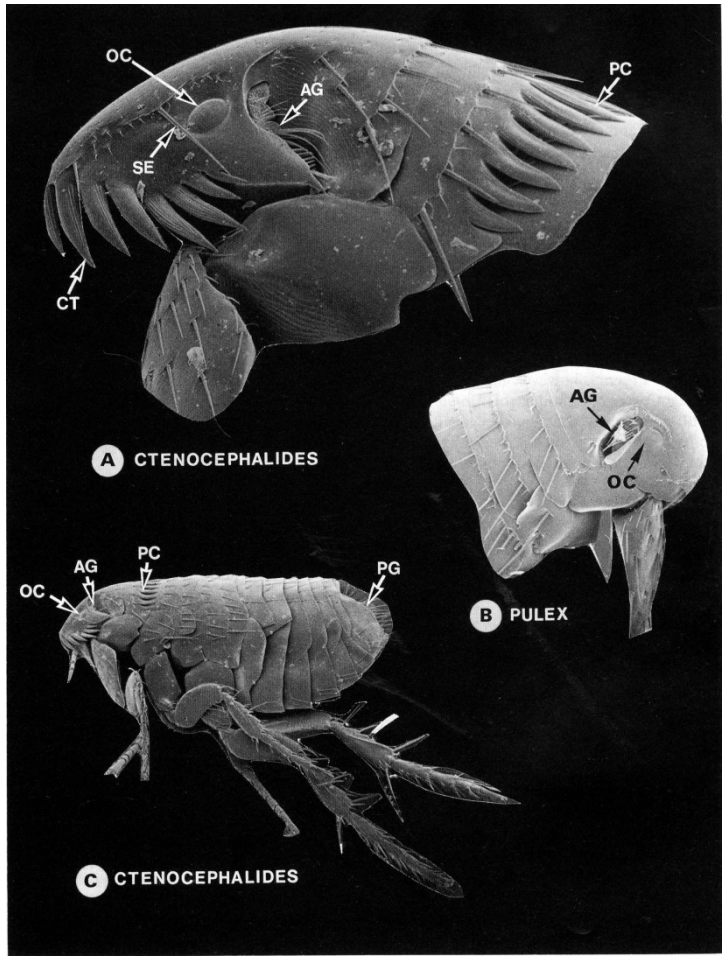 OC
AG
PC
SE
CT
A CTENOCEPHALIDES
AG
OC
B PULEX
OC
AG
PC
PG
C CTENOCEPHALIDES